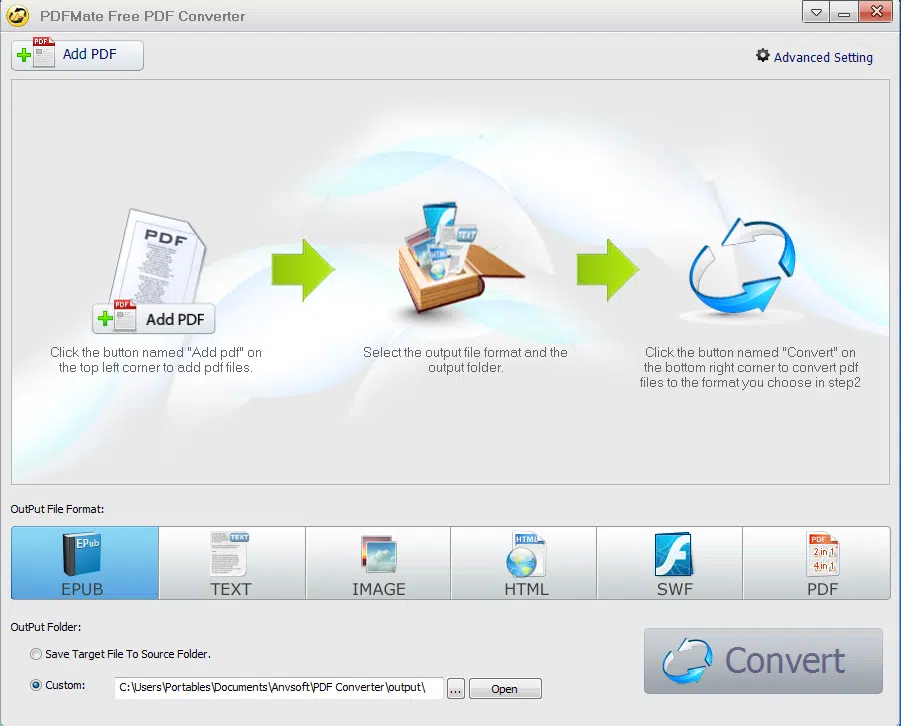 PDFMate Free PDF Converter
PDF
Add PDF
Advanced Setting
PDF
TEXT
HTML
PDF
Add PDF
Click the button named "Add pdf" on
the top left corner to add pdf files.
Select the output file format and the
output folder.
Click the button named "Convert" on
the bottom right corner to convert pdf
files to the format you choose in step2
OutPut File Format:
EPub
EPUB
TEXT
TEXT
IMAGE
HTML
HTML
SWF
PDF
2 in 1
4 in 1
PDF
OutPut Folder:
Save Target File To Source Folder.
Custom:
C:\Users\Portables\Documents\Anvsoft\PDF Converter\output\
...
Open
Convert